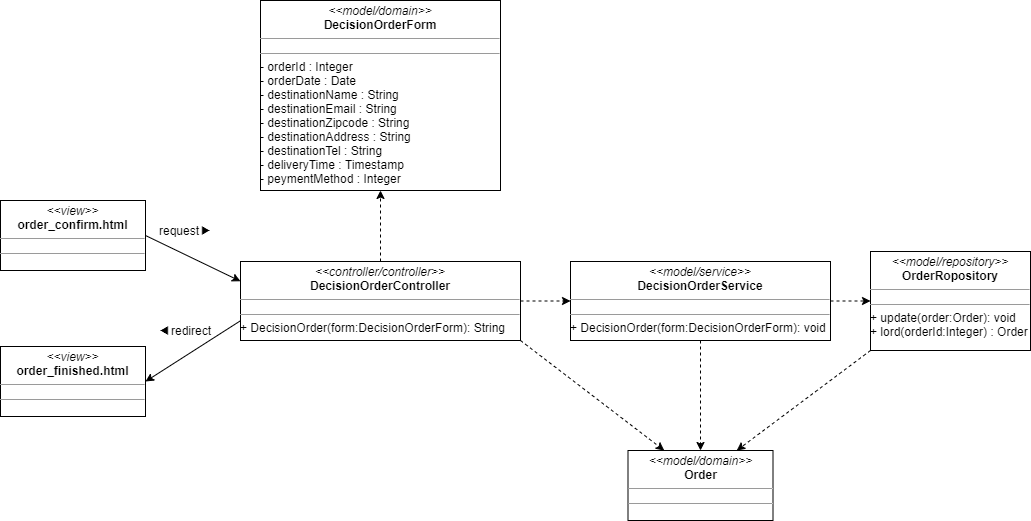 <<model/domain>>
DecisionOrderForm
- orderId : Integer
- orderDate : Date
- destinationName : String
- destinationEmail : String
- destinationZipcode : String
- destinationAddress : String
- destinationTel : String
- deliveryTime : Timestamp
- peymentMethod : Integer
<<view>>
order_confirm.html
request ▶
<<controller/controller>>
DecisionOrderController
+ DecisionOrder(form:DecisionOrderForm): String
<<model/service>>
DecisionOrderService
+ DecisionOrder(form:DecisionOrderForm): void
<<model/repository>>
OrderRopository
+ update(order:Order): void
+ lord(orderId:Integer) : Order
◀ redirect
<<view>>
order_finished.html
<<model/domain>>
Order